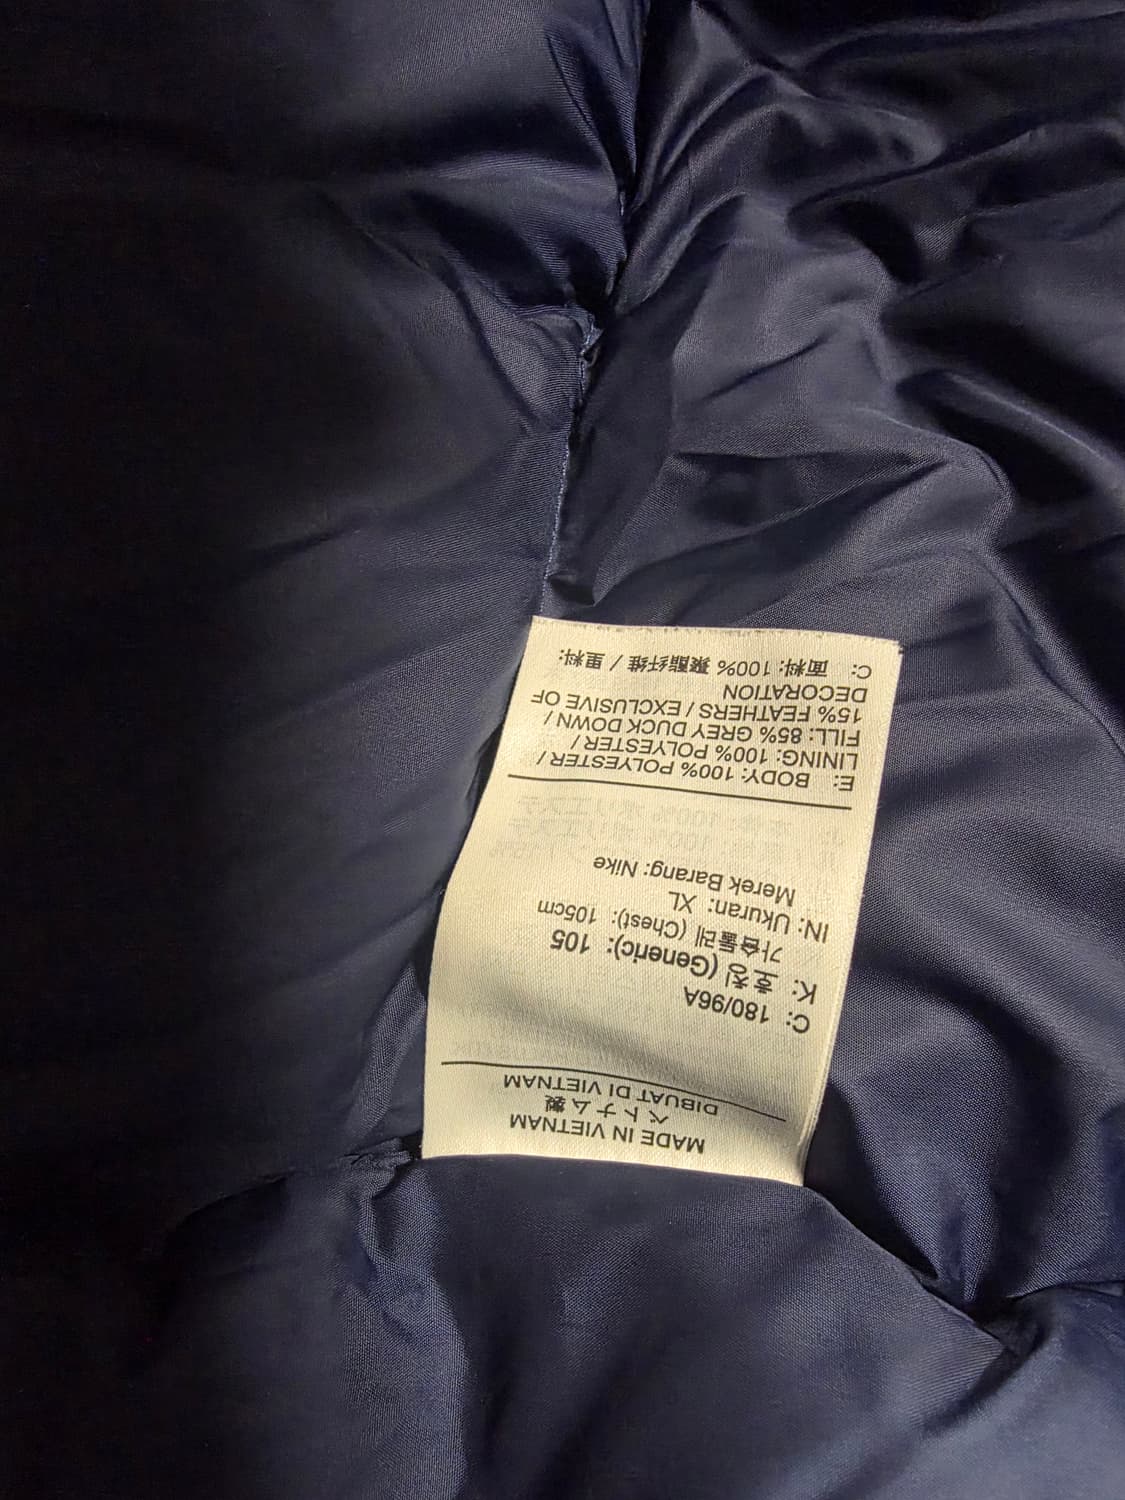 MADE IN VIETNAM
ベトナム製
DIBUAT DI VIETNAM
C: 180/96A
K: 호칭 (Generic): 105
가슴둘레 (Chest): 105cm
IN: Ukuran: XL
Merek Barang: Nike
E: BODY: 100% POLYESTER /
LINING: 100% POLYESTER /
FILL: 85% GREY DUCK DOWN /
15% FEATHERS / EXCLUSIVE OF
DECORATION
C: 面料: 100% 聚酯纤维 / 里料: